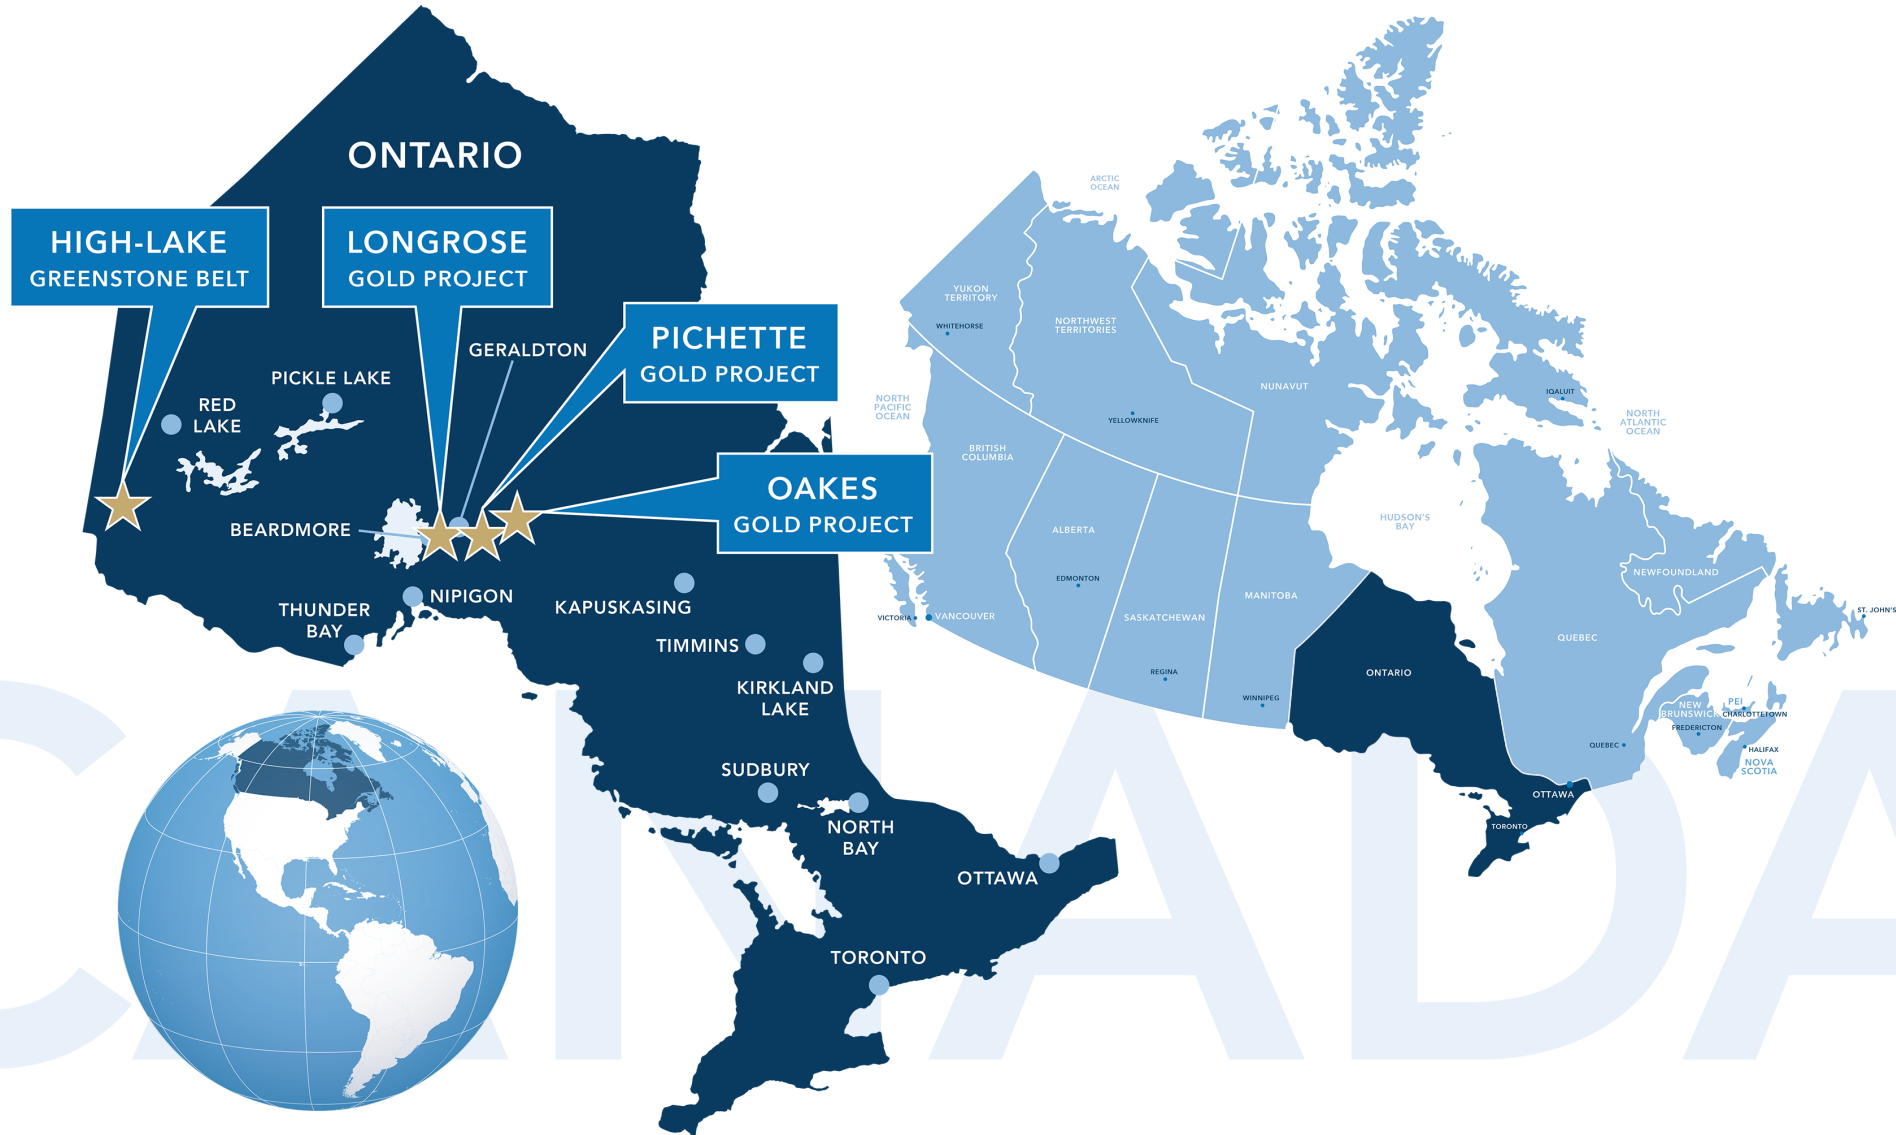 ONTARIO
HIGH-LAKE
GREENSTONE BELT
LONGROSE
GOLD PROJECT
PICHETTE
GOLD PROJECT
OAKES
GOLD PROJECT
GERALDTON
PICKLE LAKE
RED
LAKE
BEARDMORE
NIPIGON
THUNDER
BAY
KAPUSKASING
TIMMINS
KIRKLAND
LAKE
SUDBURY
NORTH
BAY
OTTAWA
TORONTO
ARCTIC
OCEAN
YUKON
TERRITORY
WHITEHORSE
NORTHWEST
TERRITORIES
YELLOWKNIFE
NUNAVUT
IQALUIT
NORTH
PACIFIC
OCEAN
NORTH
ATLANTIC
OCEAN
BRITISH
COLUMBIA
ALBERTA
EDMONTON
HUDSON'S
BAY
VICTORIA
VANCOUVER
SASKATCHEWAN
REGINA
MANITOBA
WINNIPEG
ONTARIO
QUEBEC
NEWFOUNDLAND
ST. JOHN'S
QUEBEC
NEW
BRUNSWICK
FREDERICTON
PEI
CHARLOTTETOWN
HALIFAX
NOVA
SCOTIA
OTTAWA
TORONTO
CANADA